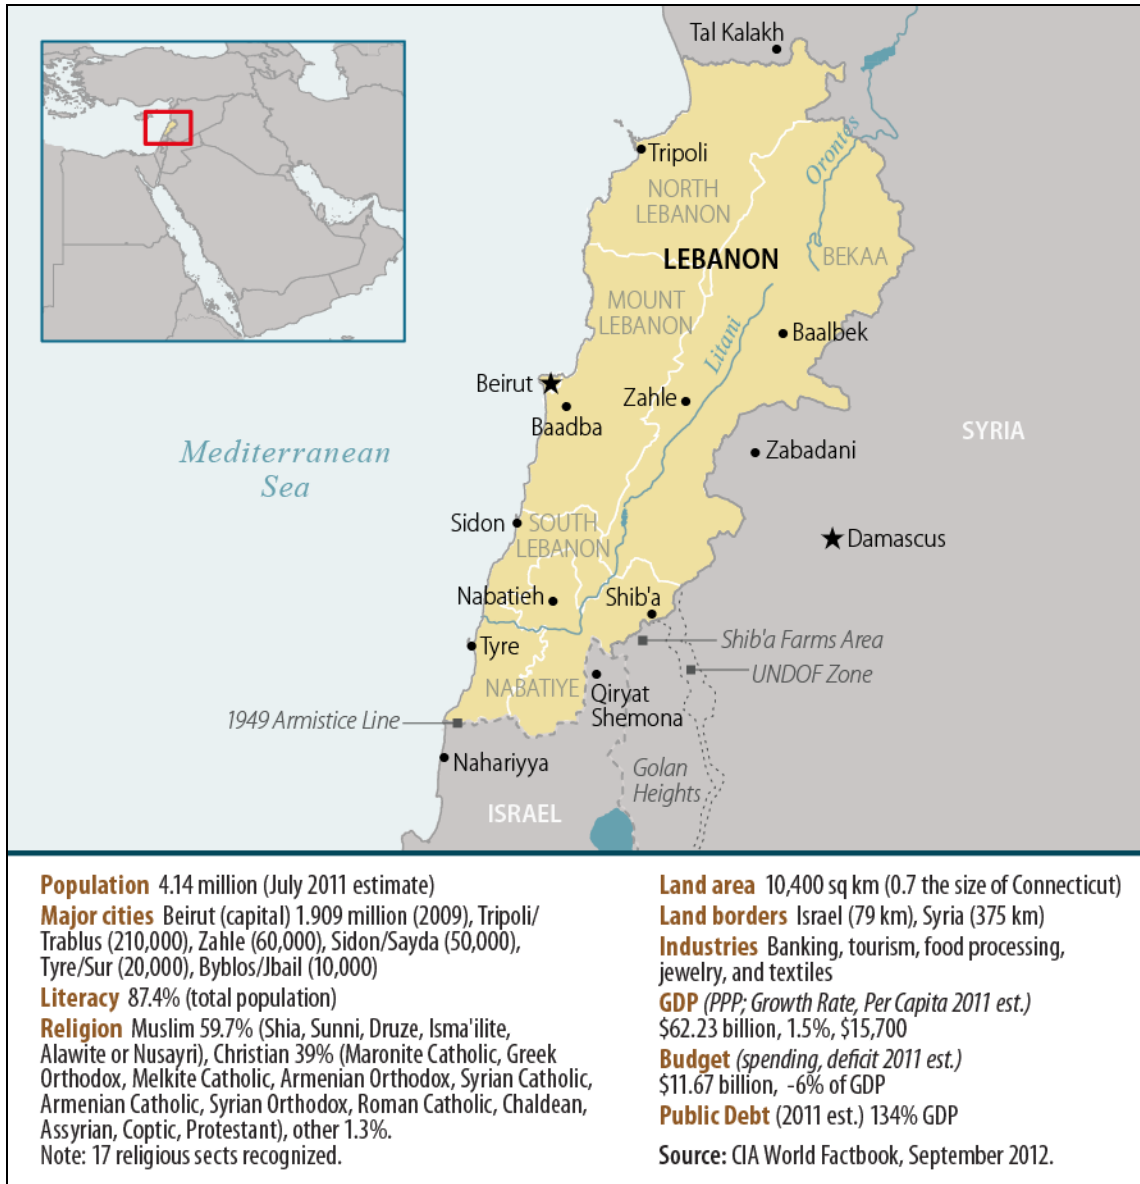 Tal Kalakh
Orontes
Tripoli
NORTH
LEBANON
LEBANON
BEKAA
MOUNT
LEBANON
Litani
Baalbek
Beirut
Zahle
Baadba
SYRIA
Mediterranean
Sea
Zabadani
Sidon
SOUTH
LEBANON
Damascus
Nabatieh
Shib'a
Tyre
Shib'a Farms Area
UNDOF Zone
NABATIYE
Qiryat
Shemona
1949 Armistice Line
Nahariyya
Golan
Heights
ISRAEL
Population 4.14 million (July 2011 estimate)
Major cities Beirut (capital) 1.909 million (2009), Tripoli/
Trablus (210,000), Zahle (60,000), Sidon/Sayda (50,000),
Tyre/Sur (20,000), Byblos/Jbail (10,000)
Literacy 87.4% (total population)
Religion Muslim 59.7% (Shia, Sunni, Druze, Isma'ilite,
Alawite or Nusayri), Christian 39% (Maronite Catholic, Greek
Orthodox, Melkite Catholic, Armenian Orthodox, Syrian Catholic,
Armenian Catholic, Syrian Orthodox, Roman Catholic, Chaldean,
Assyrian, Coptic, Protestant), other 1.3%.
Note: 17 religious sects recognized.
Land area 10,400 sq km (0.7 the size of Connecticut)
Land borders Israel (79 km), Syria (375 km)
Industries Banking, tourism, food processing,
jewelry, and textiles
GDP (PPP; Growth Rate, Per Capita 2011 est.)
$62.23 billion, 1.5%, $15,700
Budget (spending, deficit 2011 est.)
$11.67 billion, -6% of GDP
Public Debt (2011 est.) 134% GDP
Source: CIA World Factbook, September 2012.